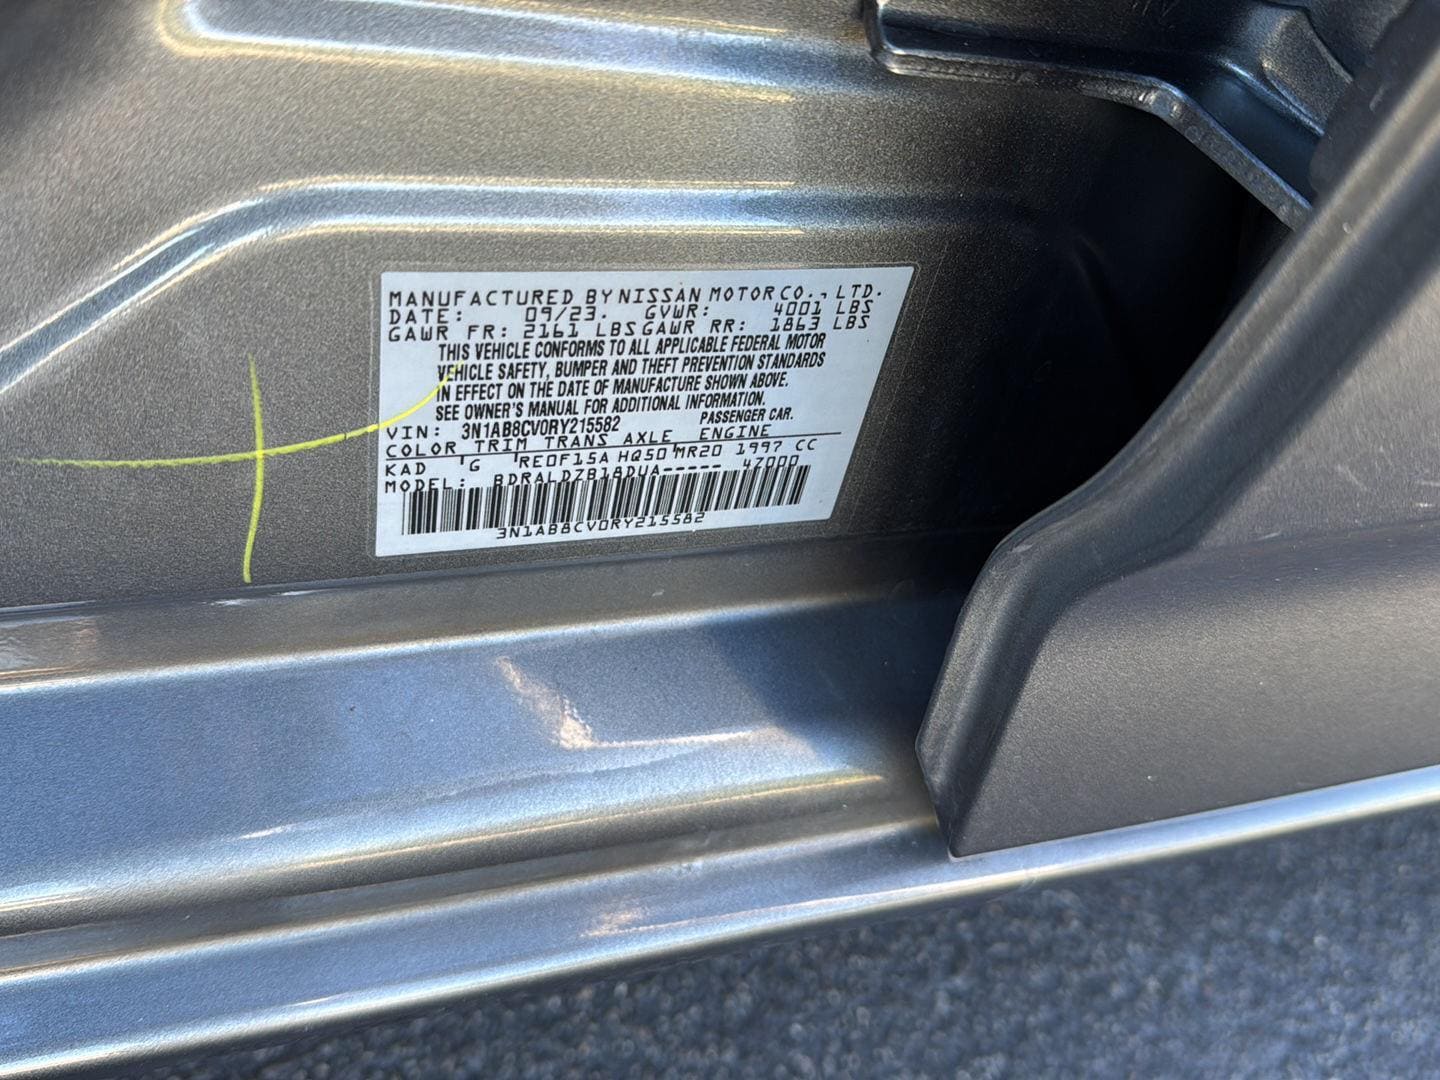 MANUFACTURED BY NISSAN MOTOR CO., LTD.
DATE: 09/23. GVWR: 4001 LBS
GAWR FR: 2161 LBS GAWR RR: 1863 LBS
THIS VEHICLE CONFORMS TO ALL APPLICABLE FEDERAL MOTOR
VEHICLE SAFETY, BUMPER AND THEFT PREVENTION STANDARDS
IN EFFECT ON THE DATE OF MANUFACTURE SHOWN ABOVE.
SEE OWNER'S MANUAL FOR ADDITIONAL INFORMATION.
VIN: 3N1AB8CV0RY215582 PASSENGER CAR.
COLOR TRIM TRANS AXLE ENGINE
KAD G RE0F15A HQ50 MR20 1997 CC
MODEL: BDRALDZB18DUA----- 47000
3N1AB8CV0RY215582